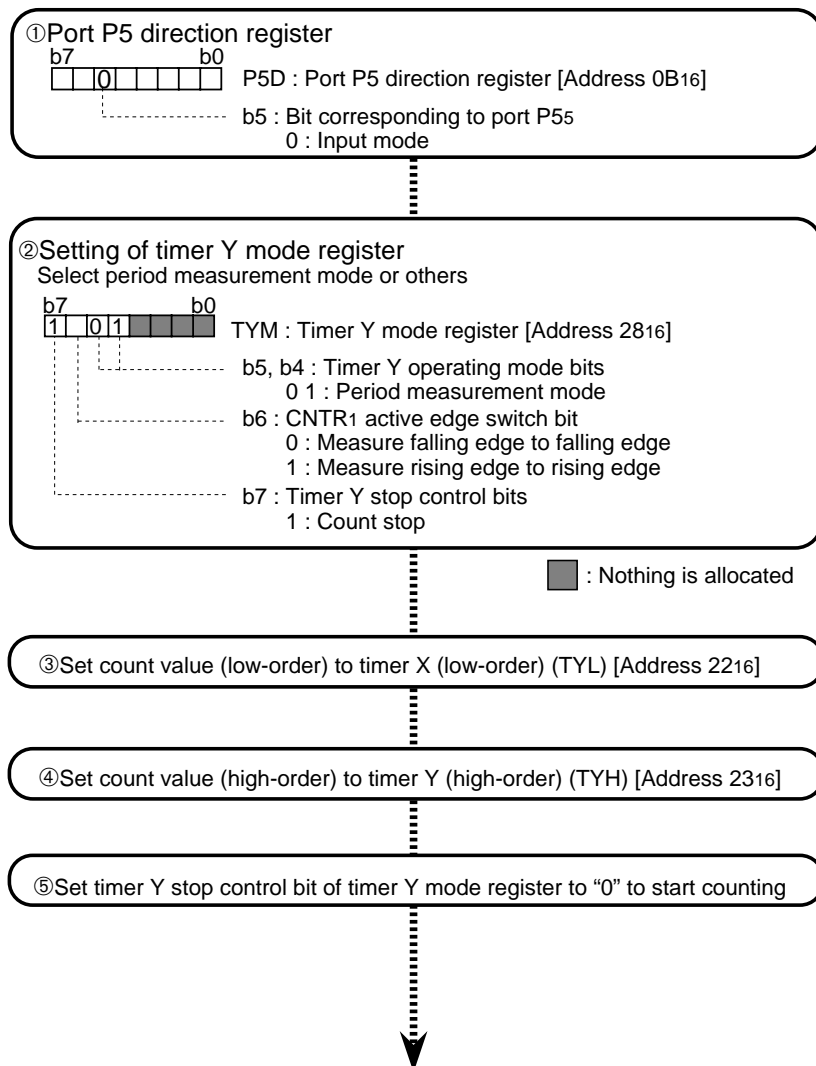 ①Port P5 direction register
b7 b0
0 P5D : Port P5 direction register [Address 0B16]
b5 : Bit corresponding to port P55
0 : Input mode
②Setting of timer Y mode register
Select period measurement mode or others
b7 b0
1 0 1 TYM : Timer Y mode register [Address 2816]
b5, b4 : Timer Y operating mode bits
0 1 : Period measurement mode
b6 : CNTR1 active edge switch bit
0 : Measure falling edge to falling edge
1 : Measure rising edge to rising edge
b7 : Timer Y stop control bits
1 : Count stop
: Nothing is allocated
③Set count value (low-order) to timer X (low-order) (TYL) [Address 2216]
④Set count value (high-order) to timer Y (high-order) (TYH) [Address 2316]
⑤Set timer Y stop control bit of timer Y mode register to “0” to start counting